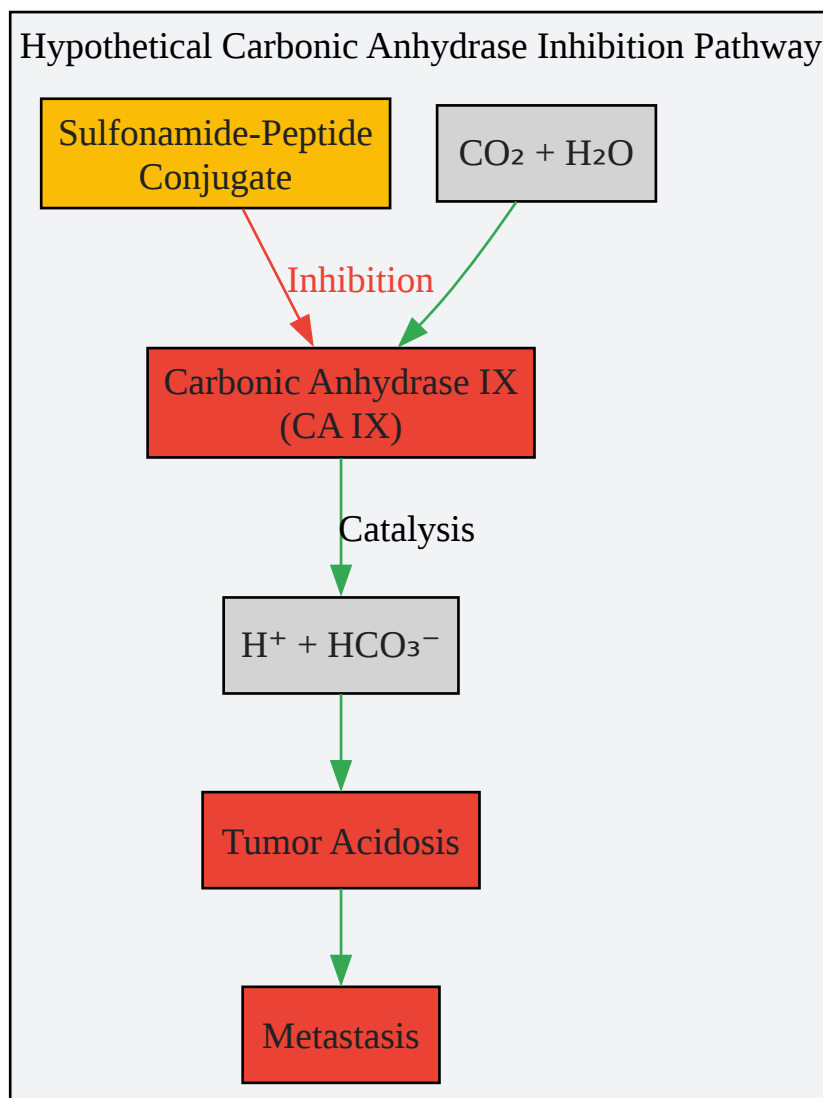 Hypothetical Carbonic Anhydrase Inhibition Pathway
Sulfonamide-Peptide
Conjugate
CO₂ + H₂O
Inhibition
Carbonic Anhydrase IX
(CA IX)
Catalysis
H⁺ + HCO₃⁻
Tumor Acidosis
Metastasis